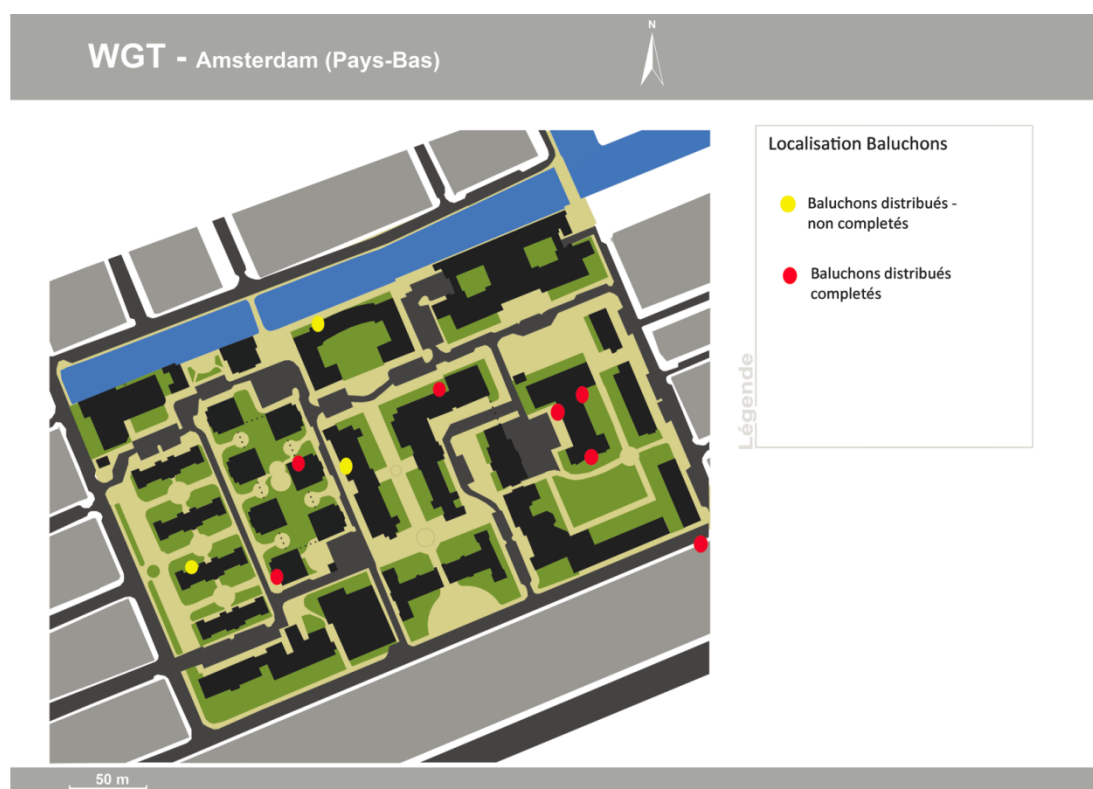 WGT - Amsterdam (Pays-Bas)
N
Localisation Baluchons
Baluchons distribués -
non completés
Baluchons distribués
completés
Légende
50 m